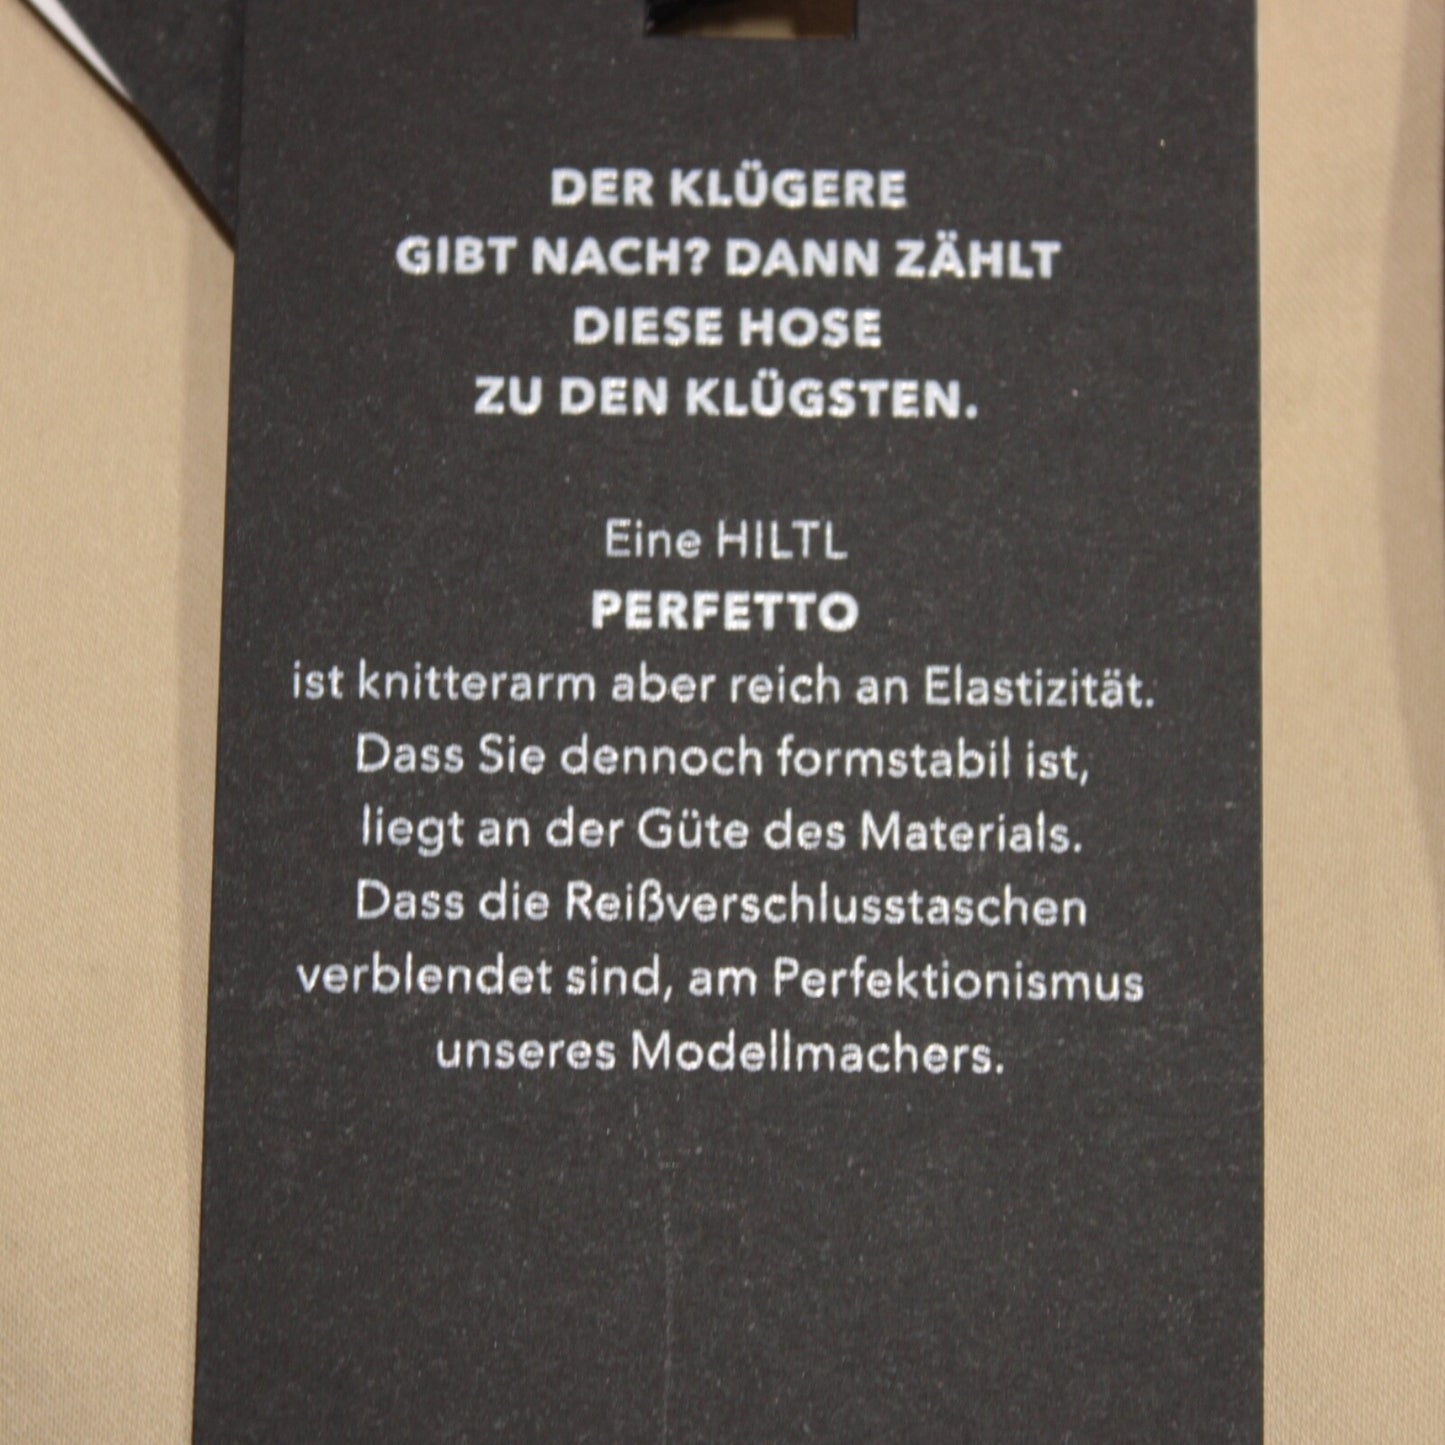 DER KLÜGERE
GIBT NACH? DANN ZÄHLT
DIESE HOSE
ZU DEN KLÜGSTEN.
Eine HILTL
PERFETTO
ist knitterarm aber reich an Elastizität.
Dass Sie dennoch formstabil ist,
liegt an der Güte des Materials.
Dass die Reißverschlusstaschen
verblendet sind, am Perfektionismus
unseres Modellmachers.